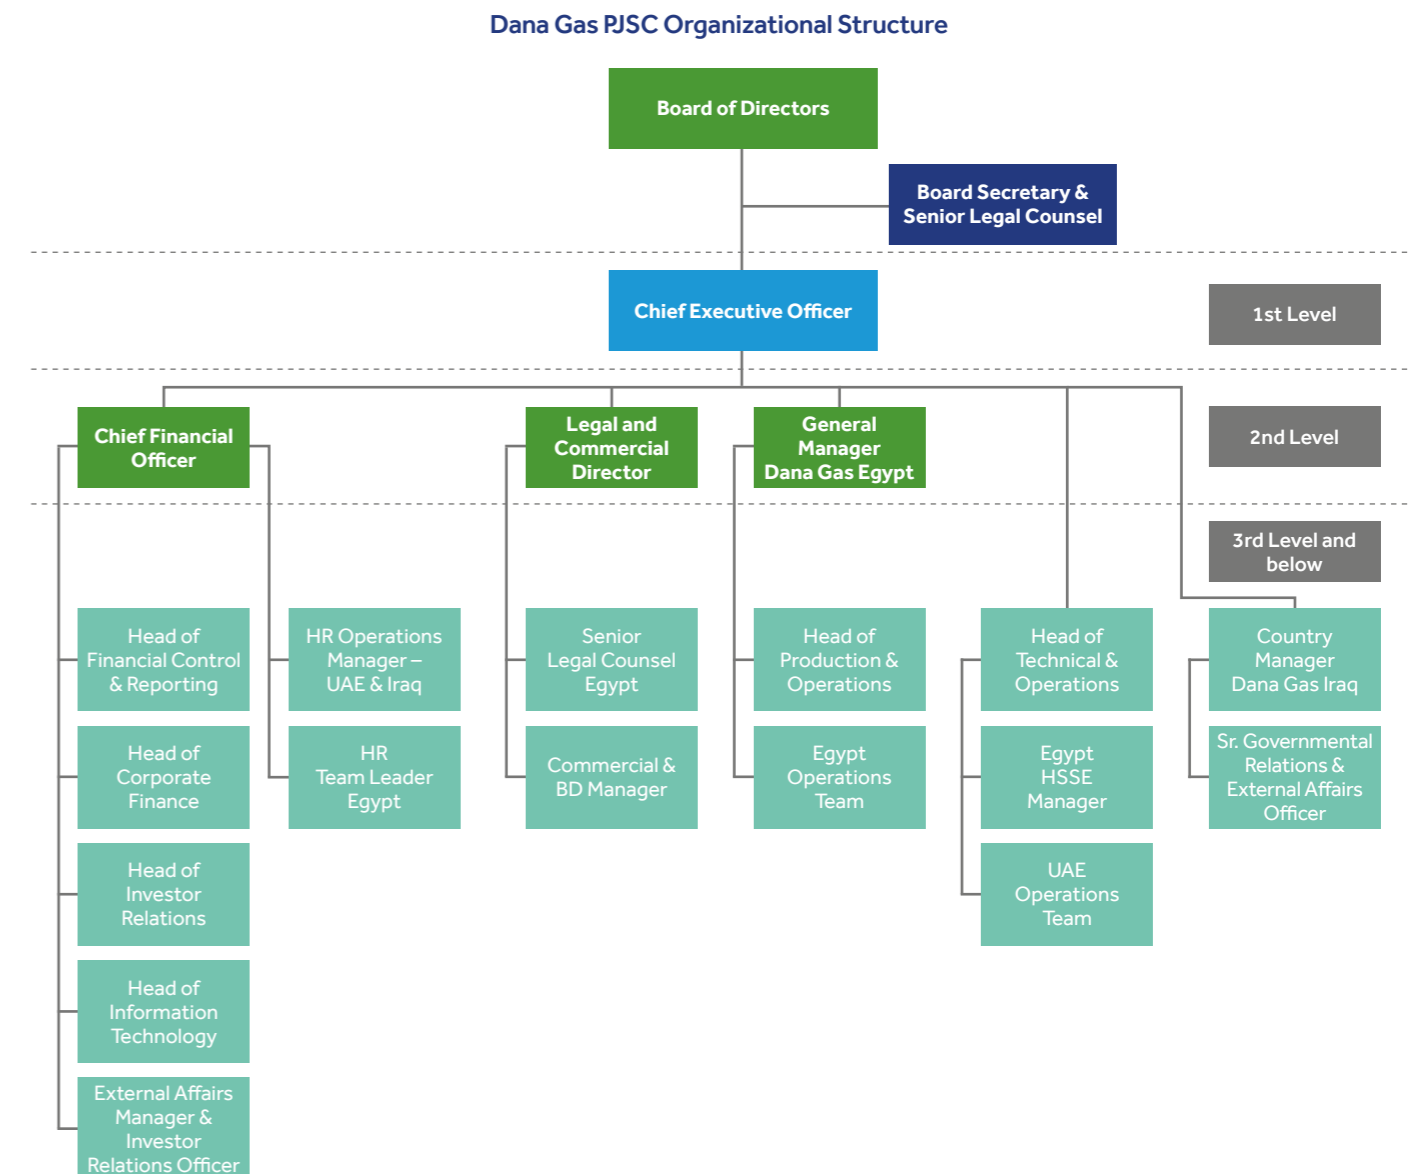 Dana Gas PJSC Organizational Structure
Board of Directors
Board Secretary &
Senior Legal Counsel
Chief Executive Officer
1st Level
Chief Financial
Officer
Legal and
Commercial
Director
General
Manager
Dana Gas Egypt
2nd Level
3rd Level and
below
Head of
Financial Control
& Reporting
HR Operations
Manager –
UAE & Iraq
Senior
Legal Counsel
Egypt
Head of
Production &
Operations
Head of
Technical &
Operations
Country
Manager
Dana Gas Iraq
Head of
Corporate
Finance
HR
Team Leader
Egypt
Commercial &
BD Manager
Egypt
Operations
Team
Egypt
HSSE
Manager
Sr. Governmental
Relations &
External Affairs
Officer
Head of
Investor
Relations
UAE
Operations
Team
Head of
Information
Technology
External Affairs
Manager &
Investor
Relations Officer